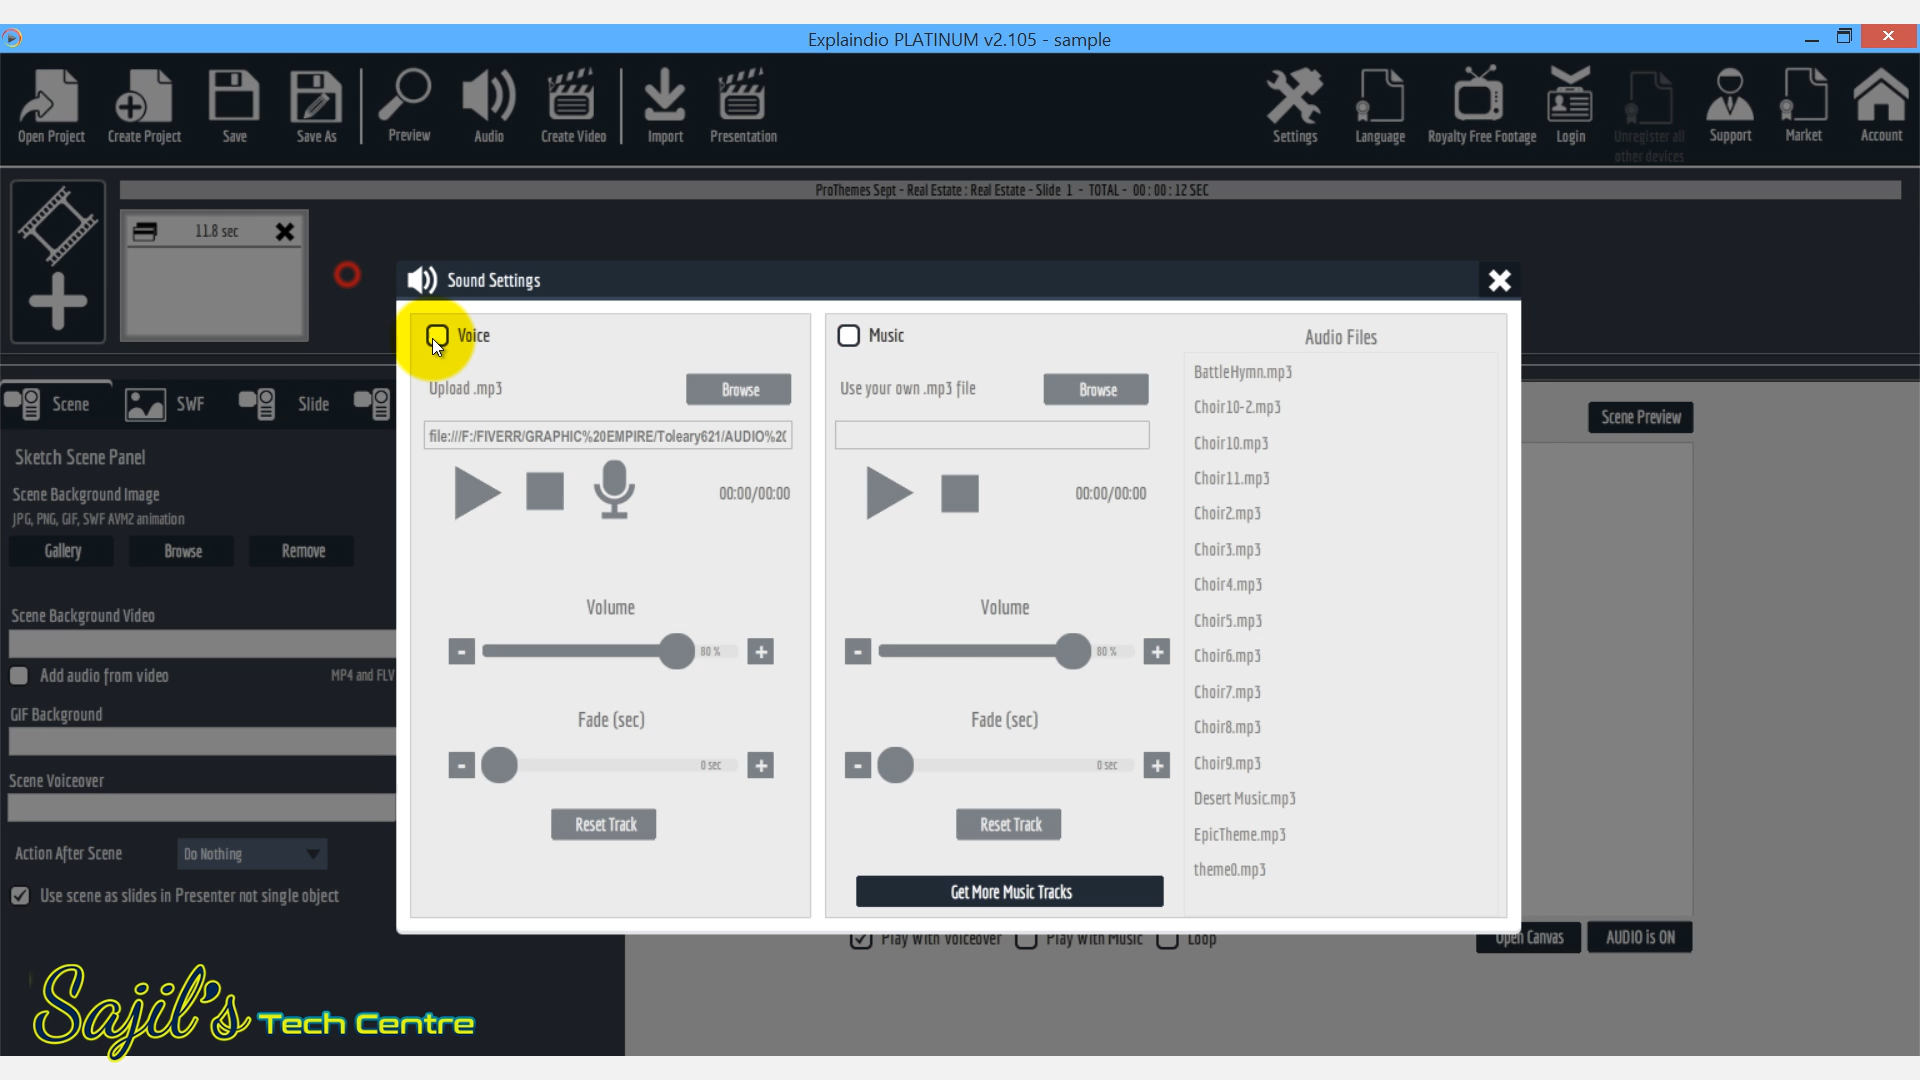 Explaindio PLATINUM v2.105 - sample
Open Project
Create Project
Save
Save As
Preview
Audio
Create Video
Import
Presentation
Settings
Language
Royalty Free Footage
Login
Unregister all
other devices
Support
Market
Account
ProThemes Sept - Real Estate : Real Estate - Slide 1 - TOTAL - 00 : 00 : 12 SEC
11.8 sec
Sound Settings
Voice
Upload .mp3
Browse
file:///F:/FIVERR/GRAPHIC%20EMPIRE/Toleary621/AUDIO%20
00:00/00:00
Volume
-
80 %
+
Fade (sec)
-
0 sec
+
Reset Track
Music
Use your own .mp3 file
Browse
00:00/00:00
Volume
-
80 %
+
Fade (sec)
-
0 sec
+
Reset Track
Get More Music Tracks
Audio Files
BattleHymn.mp3
Choir10-2.mp3
Choir10.mp3
Choir11.mp3
Choir2.mp3
Choir3.mp3
Choir4.mp3
Choir5.mp3
Choir6.mp3
Choir7.mp3
Choir8.mp3
Choir9.mp3
Desert Music.mp3
EpicTheme.mp3
theme0.mp3
Scene
SWF
Slide
Scene Preview
Sketch Scene Panel
Scene Background Image
JPG, PNG, GIF, SWF AVM2 animation
Gallery
Browse
Remove
Scene Background Video
Add audio from video
MP4 and FLV
GIF Background
Scene Voiceover
Action After Scene
Do Nothing
Use scene as slides in Presenter not single object
Play with Voiceover
Play with Music
Loop
Open Canvas
AUDIO is ON
Sajil's Tech Centre